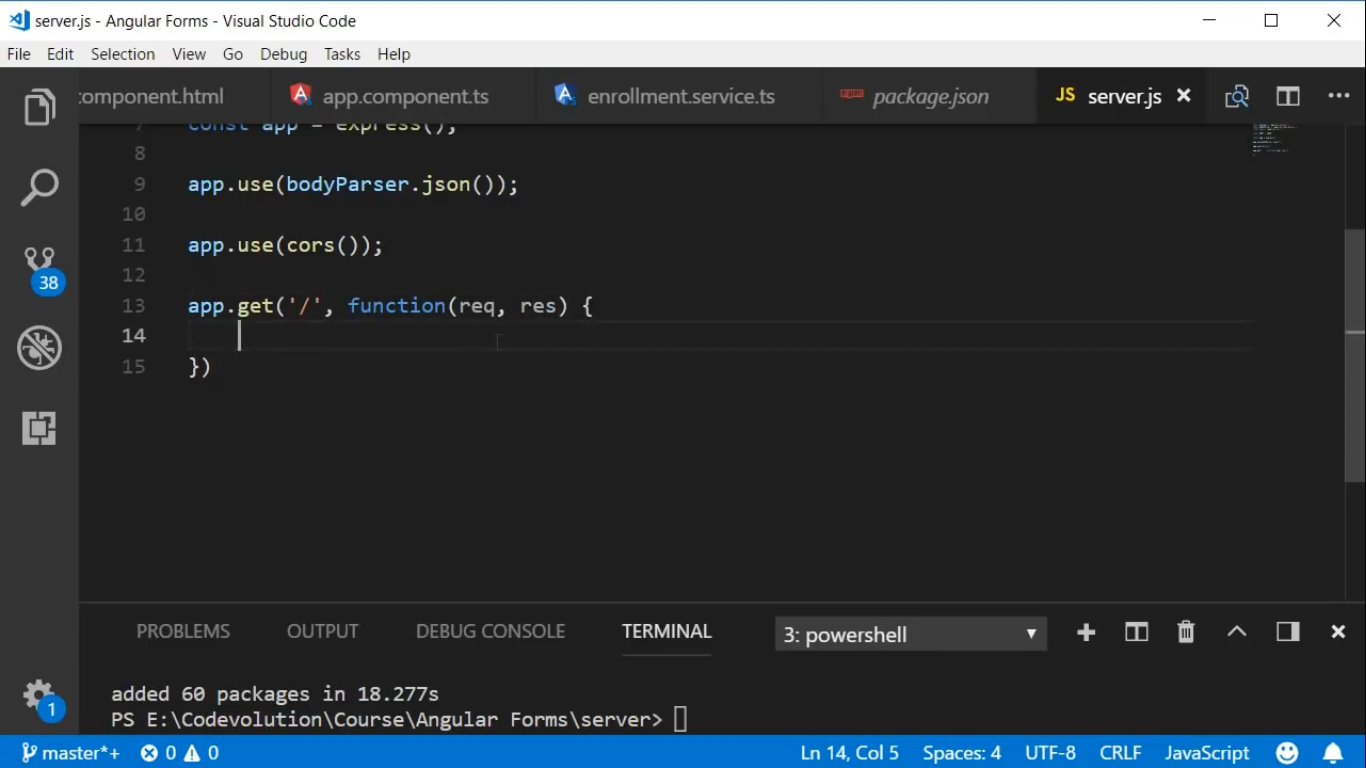 server.js - Angular Forms - Visual Studio Code
File Edit Selection View Go Debug Tasks Help
component.html app.component.ts enrollment.service.ts package.json JS server.js
7 const app = express();
8
9 app.use(bodyParser.json());
10
11 app.use(cors());
12
13 app.get('/', function(req, res) {
14
15 })
38
1
PROBLEMS OUTPUT DEBUG CONSOLE TERMINAL 3: powershell
added 60 packages in 18.277s
PS E:\Codevolution\Course\Angular Forms\server>
master*+ 0 0 Ln 14, Col 5 Spaces: 4 UTF-8 CRLF JavaScript